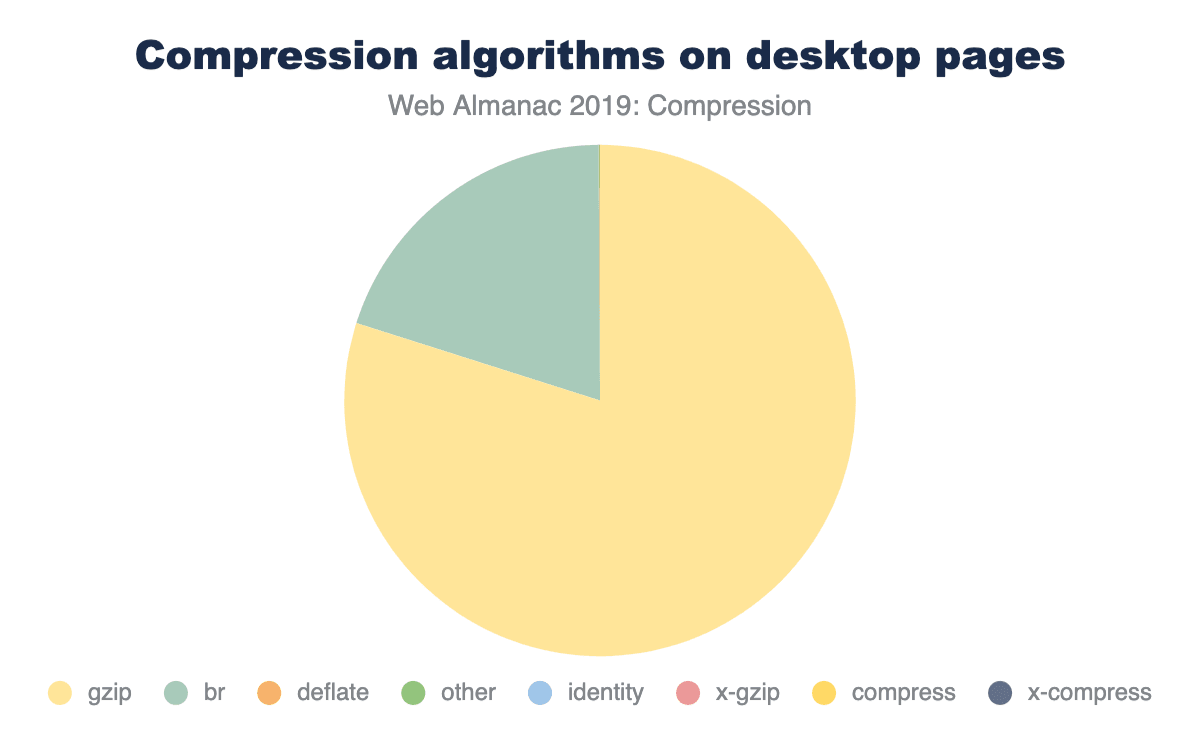 Compression algorithms on desktop pages
Web Almanac 2019: Compression
gzip br deflate other identity x-gzip compress x-compress